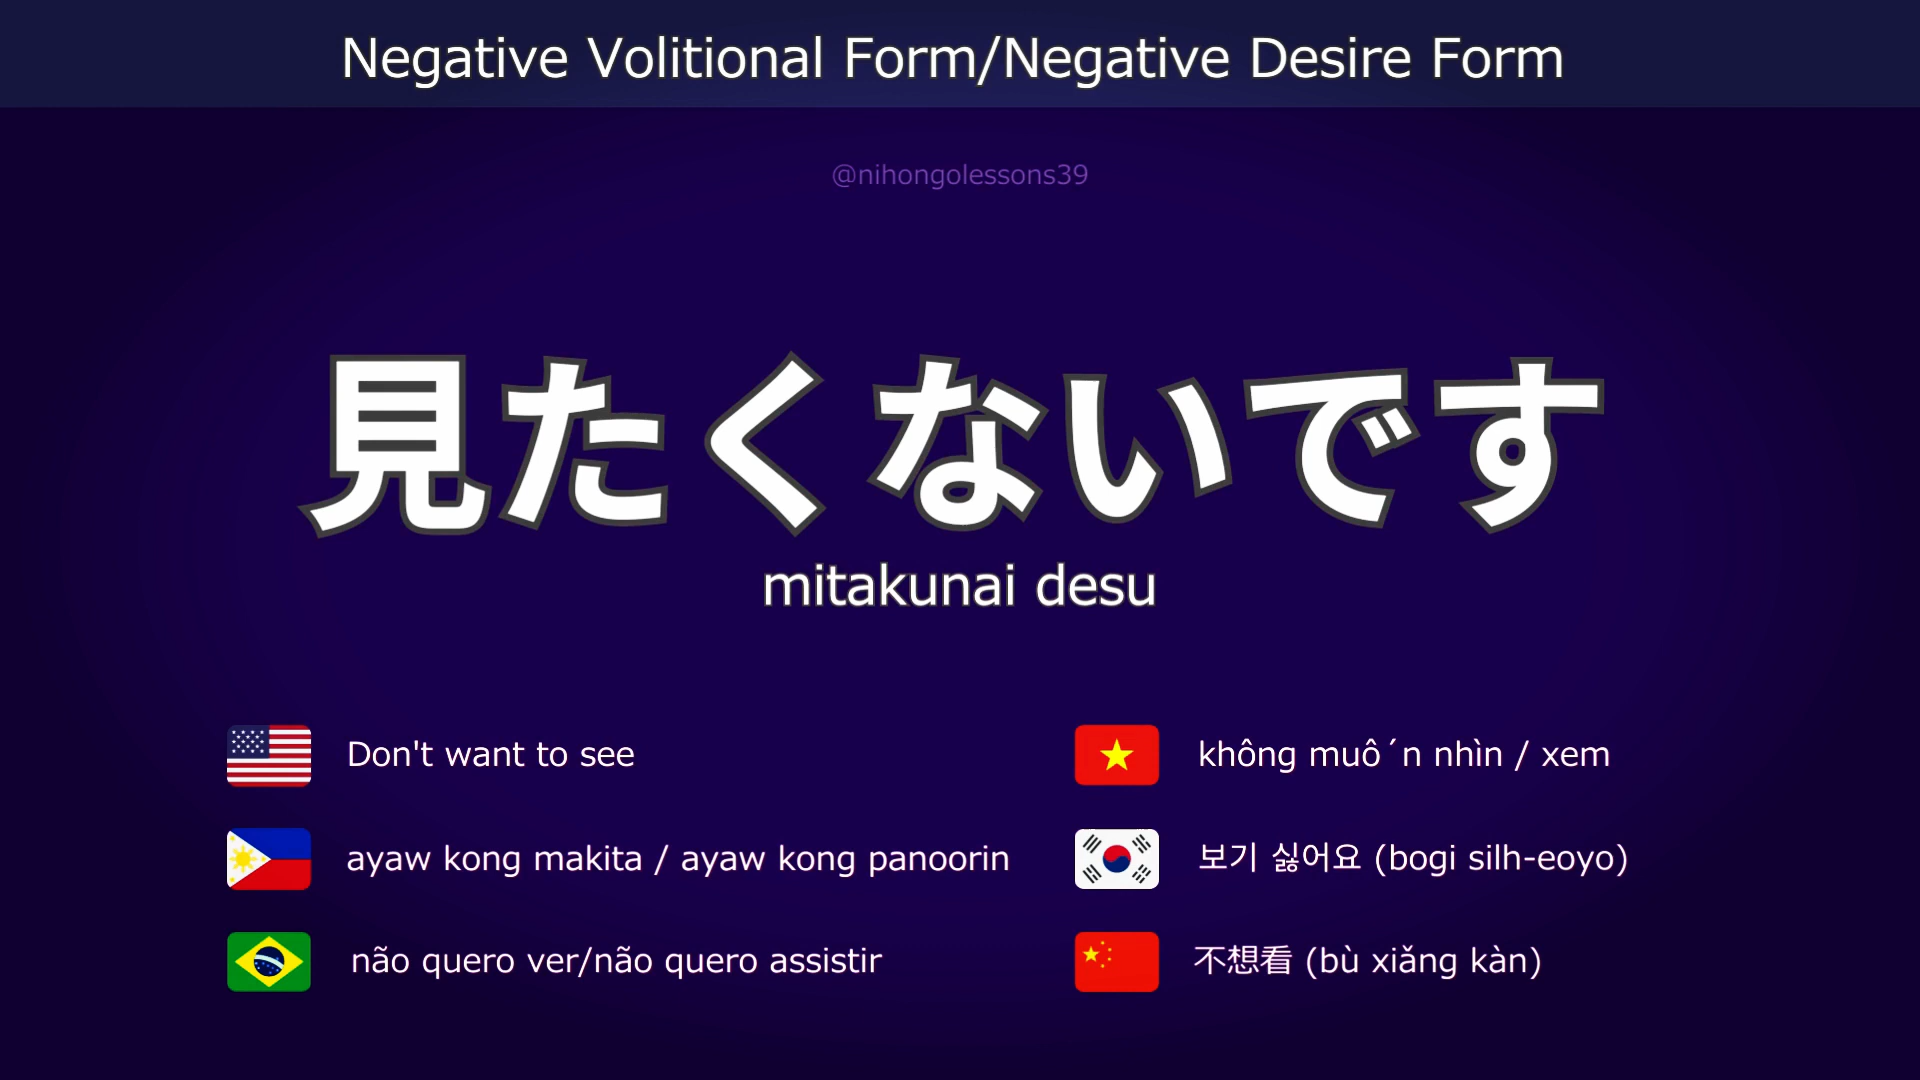 Negative Volitional Form/Negative Desire Form
@nihongolessons39
見たくないです
mitakunai desu
Don't want to see
ayaw kong makita / ayaw kong panoorin
não quero ver/não quero assistir
không muô´n nhìn / xem
보기 싫어요 (bogi silh-eoyo)
不想看 (bù xiǎng kàn)